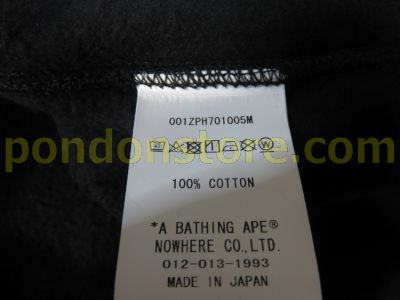 001ZPH701005M
pondonstore.com
100% COTTON
*A BATHING APE®
NOWHERE CO.,LTD.
012-013-1993
MADE IN JAPAN